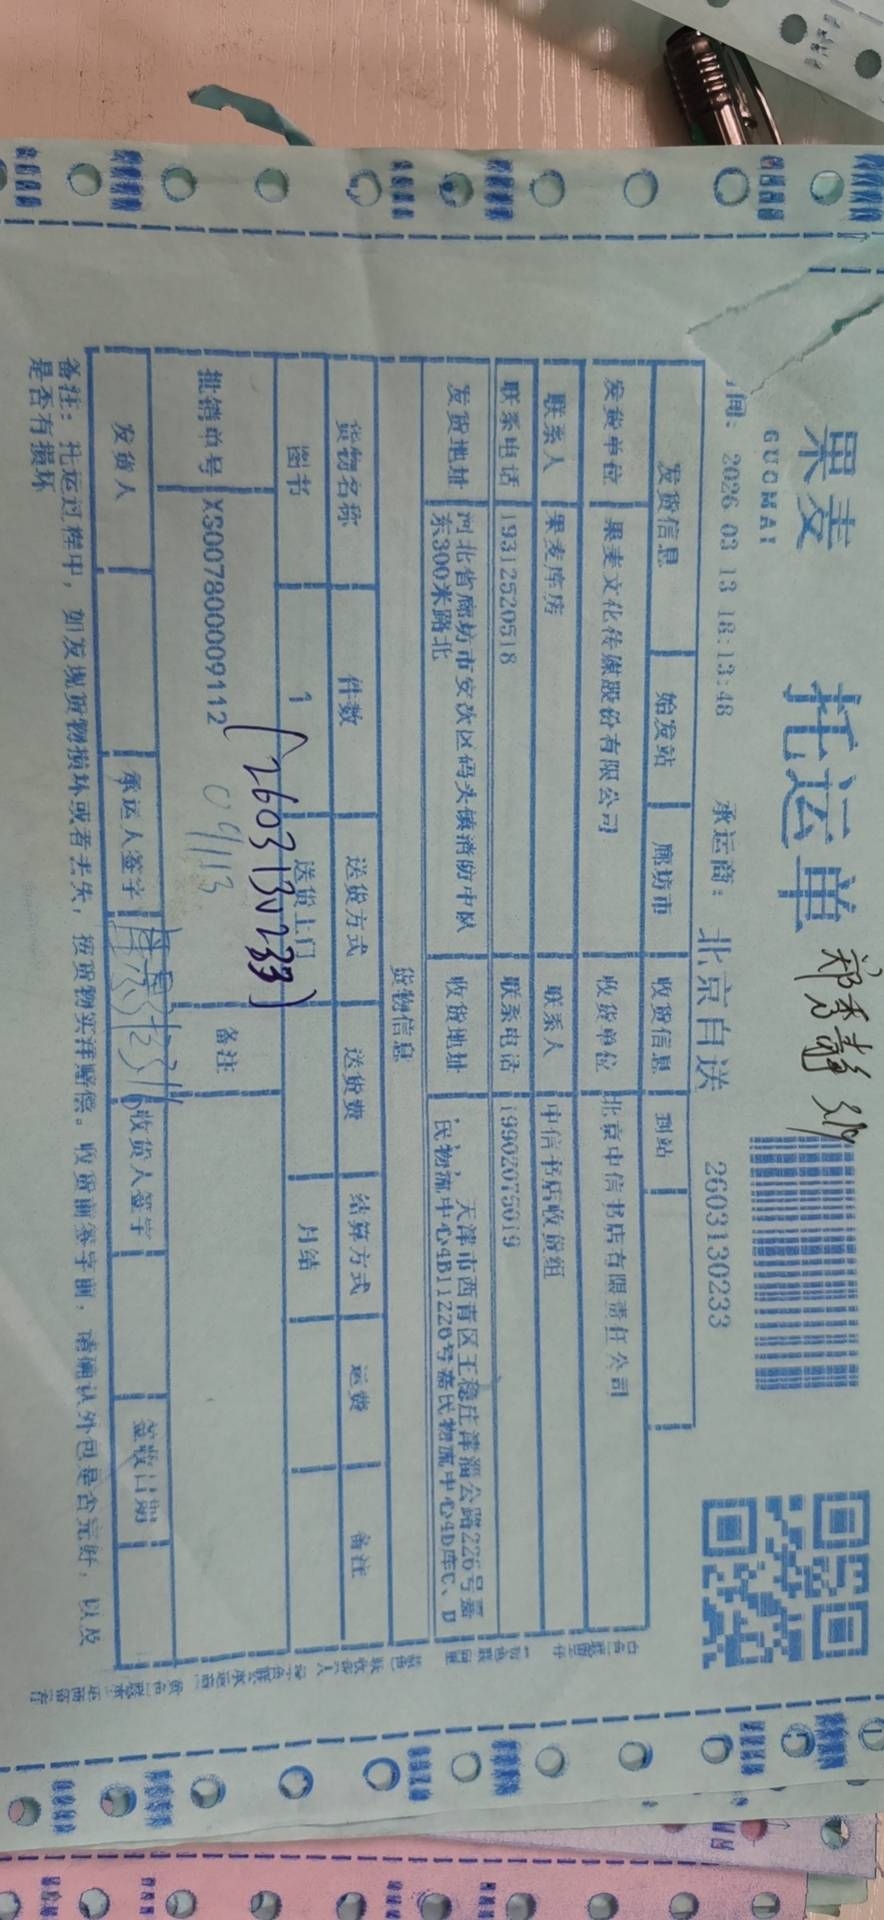 果麦
GUOMAI
托运单
郑秀静
间: 2026 03 13 18:13:48 承运商: 北京自送 2603130233
发货信息 始发站 廊坊市 收货信息 到站
发货单位 果麦文化传媒股份有限公司 收货单位 北京中信书店有限责任公司
联系人 果麦库房 联系人 中信书店收货组
联系电话 19312520518 联系电话 19902075019
发货地址 河北省廊坊市安次区码头镇消防中队东300米路北 收货地址 天津市西青区王稳庄津淄公路226号嘉民物流中心4B11226号嘉民物流中心4D库C、D
货物信息
货物名称 件数 送货方式 送货费 结算方式 运费 备注
图书 1 送货上门 月结
(2603130233)
批销单号 XS007800009112 备注
发货人 承运人签字 收货人签字 签收日期
备注: 托运过程中, 如发现货物损坏或者丢失, 按货物实洋赔偿。收货前签字前, 请确认外包是否完好, 以及
是否有损坏